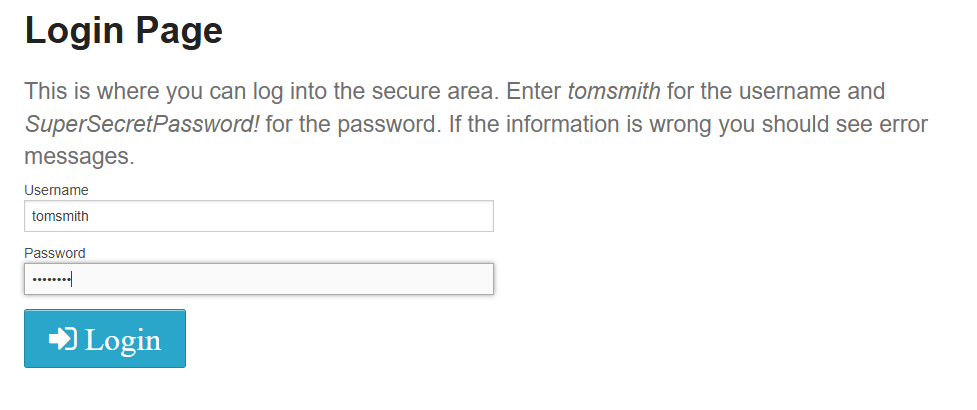 Login Page
This is where you can log into the secure area. Enter tomsmith for the username and
SuperSecretPassword! for the password. If the information is wrong you should see error
messages.
Username
tomsmith
Password
••••••••
Login